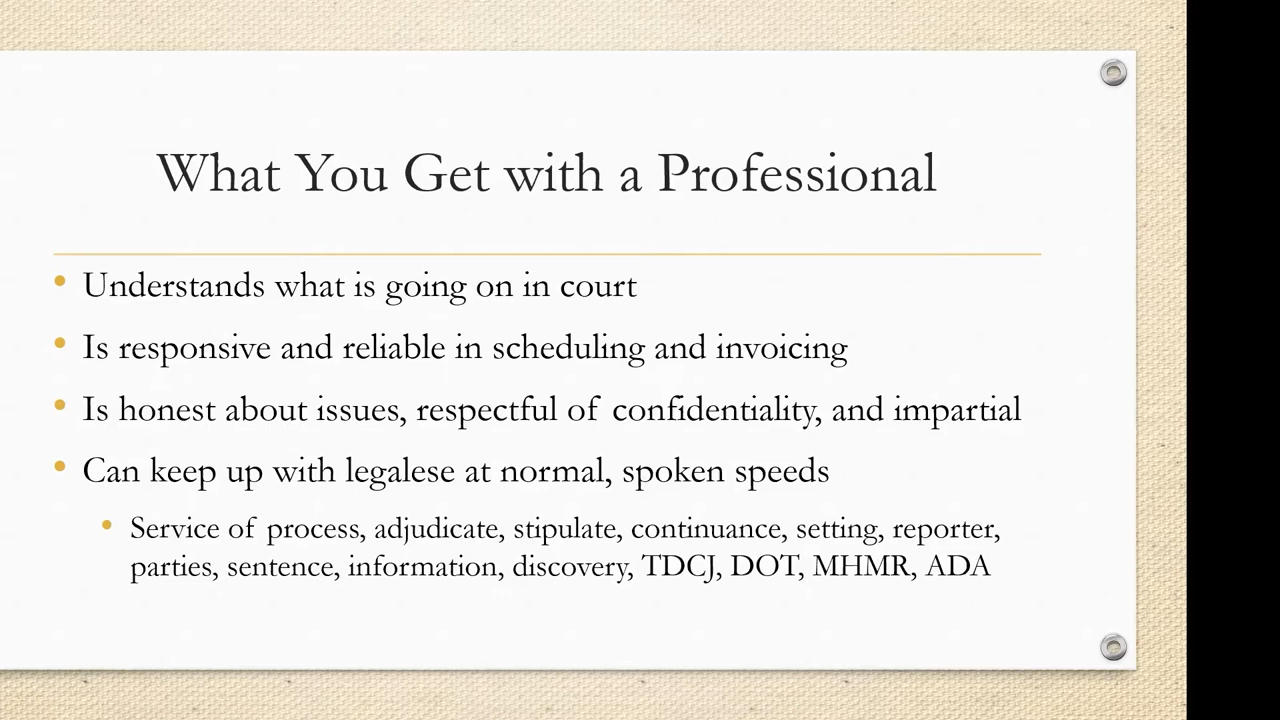 What You Get with a Professional
• Understands what is going on in court
• Is responsive and reliable in scheduling and invoicing
• Is honest about issues, respectful of confidentiality, and impartial
• Can keep up with legalese at normal, spoken speeds
• Service of process, adjudicate, stipulate, continuance, setting, reporter,
parties, sentence, information, discovery, TDCJ, DOT, MHMR, ADA